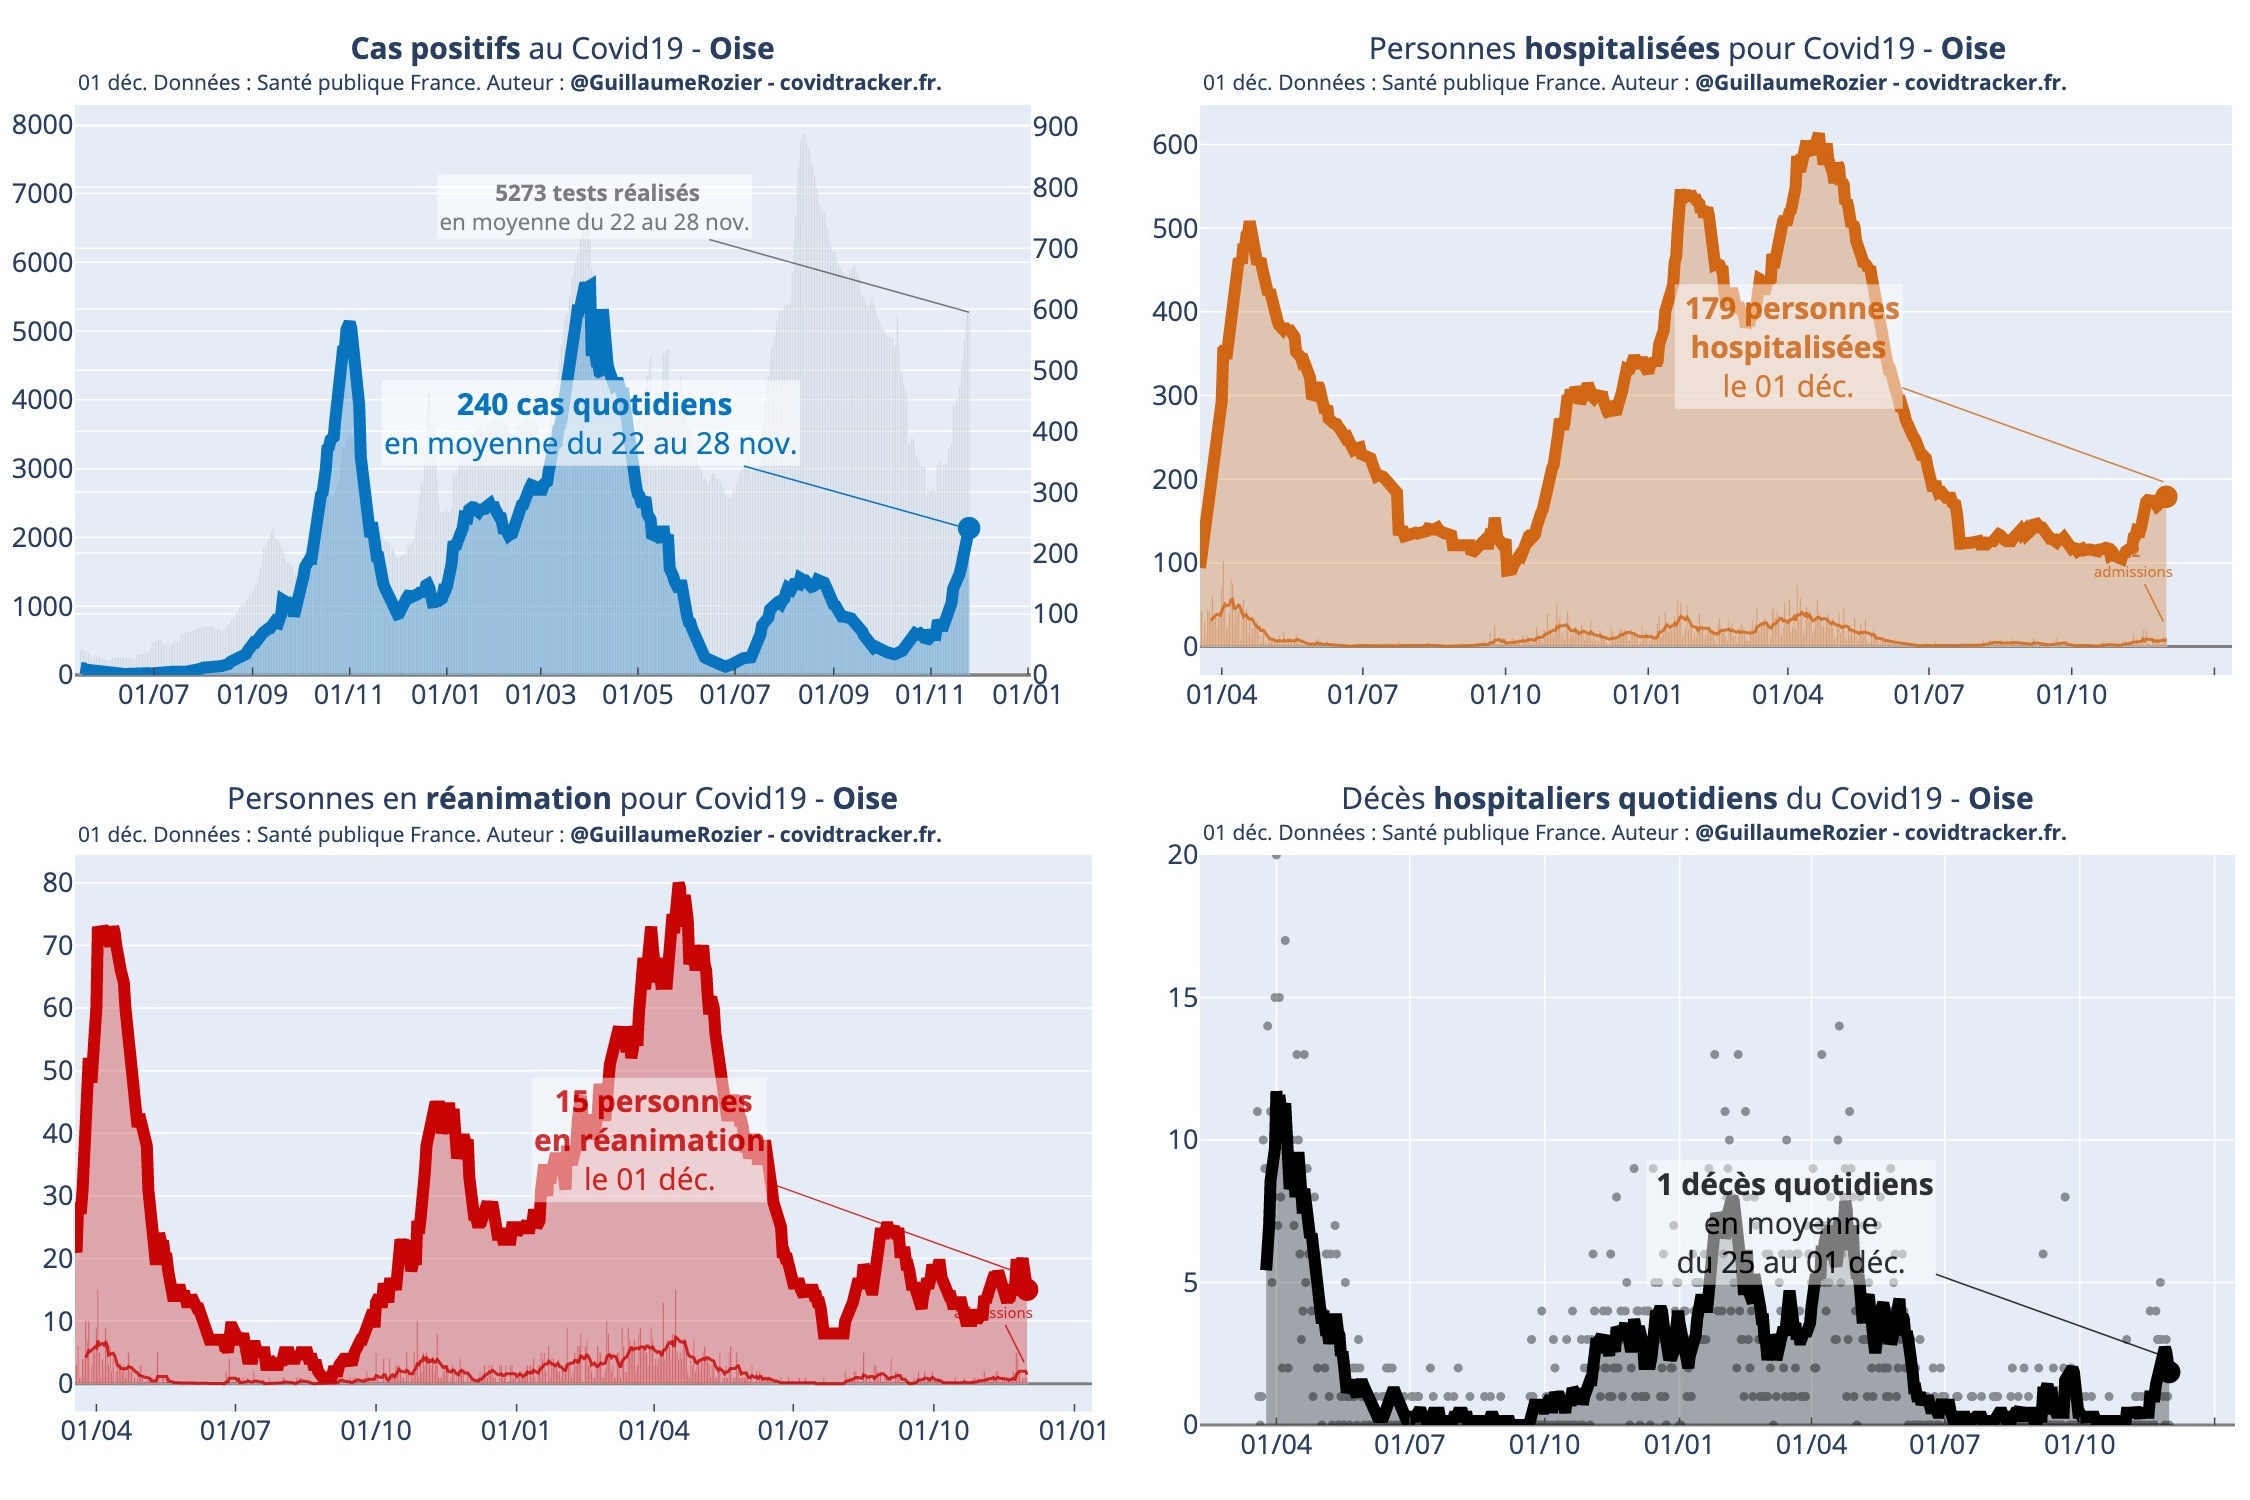 Cas positifs au Covid19 - Oise
01 déc. Données : Santé publique France. Auteur : @GuillaumeRozier - covidtracker.fr.
8000
7000
6000
5000
4000
3000
2000
1000
0
900
800
700
600
500
400
300
200
100
0
5273 tests réalisés
en moyenne du 22 au 28 nov.
240 cas quotidiens
en moyenne du 22 au 28 nov.
01/07 01/09 01/11 01/01 01/03 01/05 01/07 01/09 01/11 01/01
Personnes hospitalisées pour Covid19 - Oise
01 déc. Données : Santé publique France. Auteur : @GuillaumeRozier - covidtracker.fr.
600
500
400
300
200
100
0
179 personnes
hospitalisées
le 01 déc.
admissions
01/04 01/07 01/10 01/01 01/04 01/07 01/10
Personnes en réanimation pour Covid19 - Oise
01 déc. Données : Santé publique France. Auteur : @GuillaumeRozier - covidtracker.fr.
80
70
60
50
40
30
20
10
0
15 personnes
en réanimation
le 01 déc.
admissions
01/04 01/07 01/10 01/01 01/04 01/07 01/10 01/01
Décès hospitaliers quotidiens du Covid19 - Oise
01 déc. Données : Santé publique France. Auteur : @GuillaumeRozier - covidtracker.fr.
20
15
10
5
0
1 décès quotidiens
en moyenne
du 25 au 01 déc.
01/04 01/07 01/10 01/01 01/04 01/07 01/10